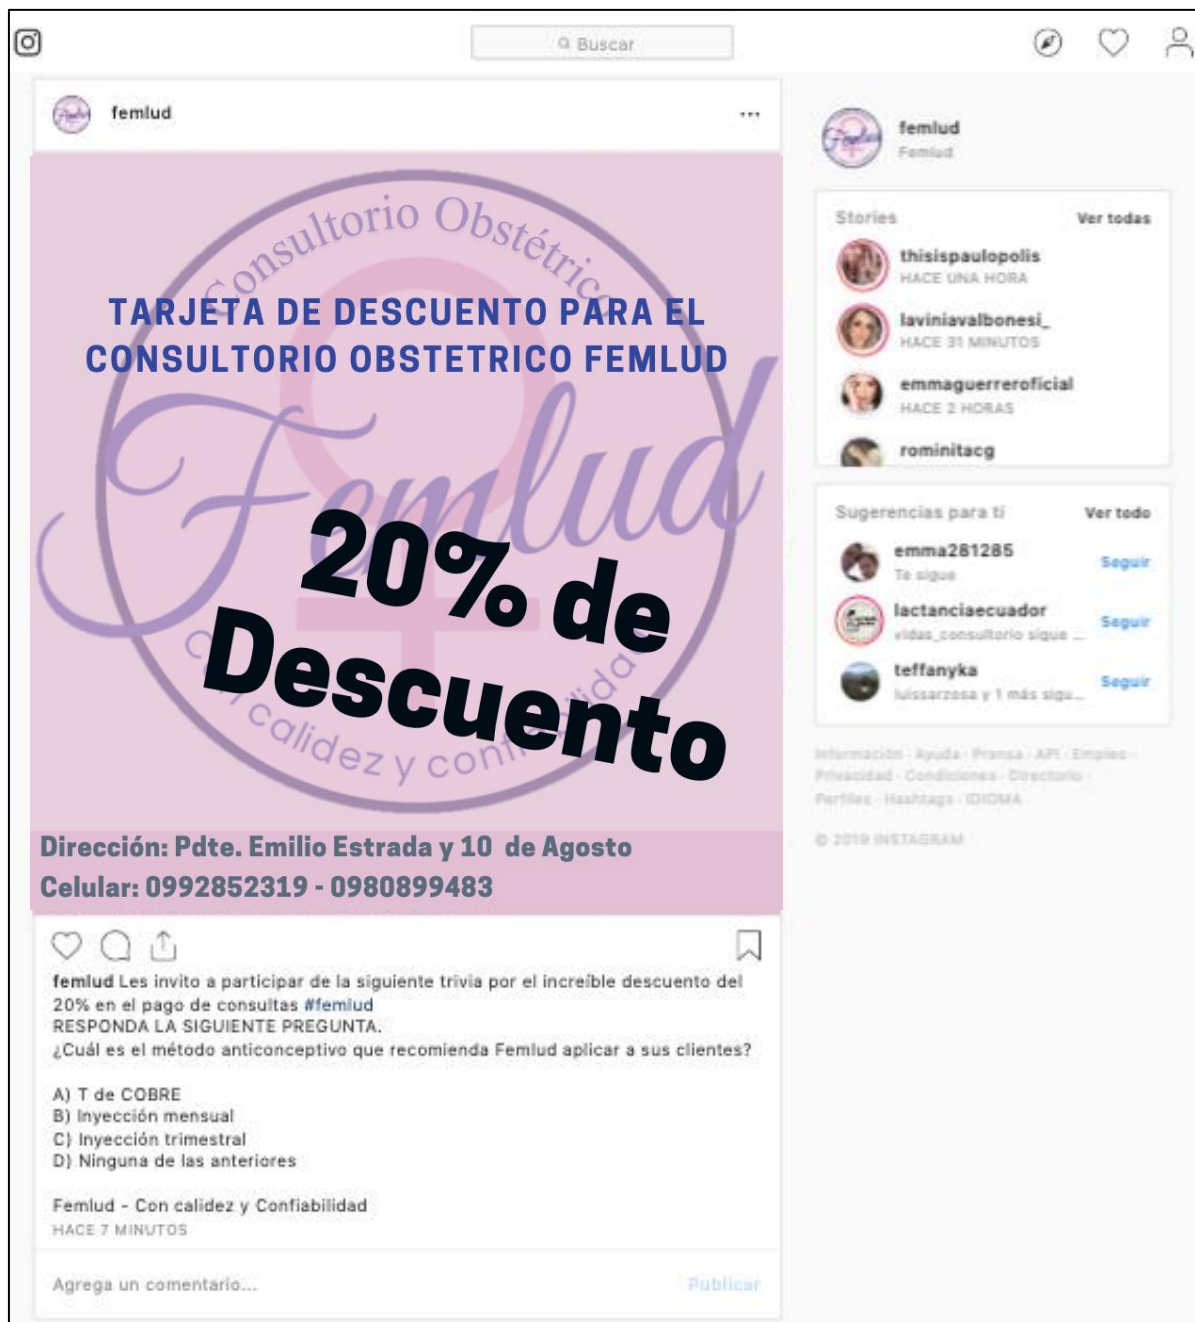 Buscar
femlud
Consultorio Obstétrico
TARJETA DE DESCUENTO PARA EL
CONSULTORIO OBSTETRICO FEMLUD
Femlud
20% de
Descuento
calidez y
Dirección: Pdte. Emilio Estrada y 10 de Agosto
Celular: 0992852319 - 0980899483
femlud Les invito a participar de la siguiente trivia por el increíble descuento del
20% en el pago de consultas #femlud
RESPONDA LA SIGUIENTE PREGUNTA.
¿Cuál es el método anticonceptivo que recomienda Femlud aplicar a sus clientes?
A) T de COBRE
B) Inyección mensual
C) Inyección trimestral
D) Ninguna de las anteriores
Femlud - Con calidez y Confiabilidad
HACE 7 MINUTOS
Agrega un comentario...
Publicar
femlud
Femlud
Stories
Ver todas
thisispaulopolis
HACE UNA HORA
laviniavalbonesi_
HACE 31 MINUTOS
emmaguerreroficial
HACE 2 HORAS
rominitacg
Sugerencias para ti
Ver todo
emma281285
Seguir
Te sigue
lactanciaecuador
Seguir
vidas_consultorio sigue ...
teffanyka
Seguir
luissarzosa y 1 más sigu...
Información · Ayuda · Prensa · API · Empleo ·
Privacidad · Condiciones · Directorio ·
Perfiles · Hashtags · IDIOMA
© 2019 INSTAGRAM